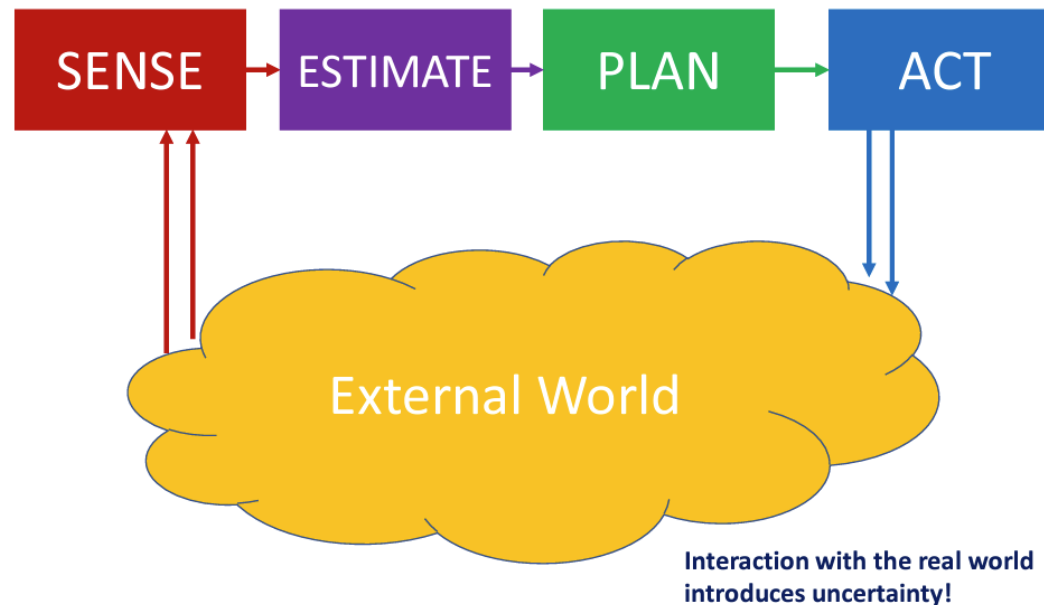 SENSE
ESTIMATE
PLAN
ACT
External World
Interaction with the real world
introduces uncertainty!